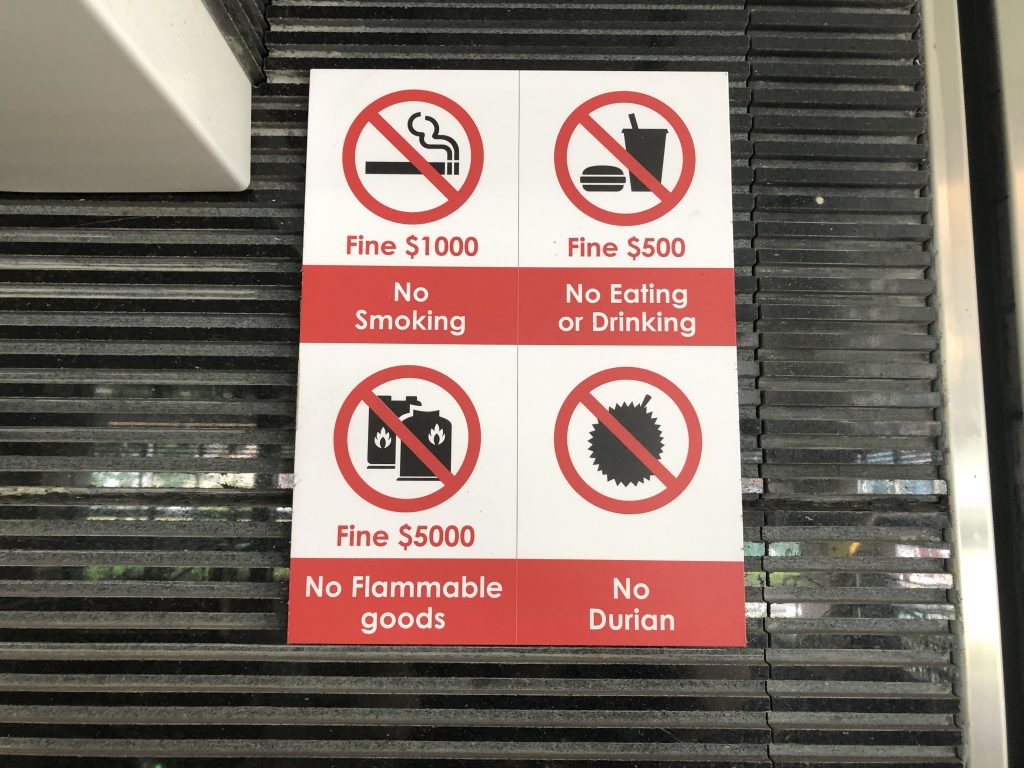 Fine $1000
No
Smoking
Fine $500
No Eating
or Drinking
Fine $5000
No Flammable
goods
No
Durian